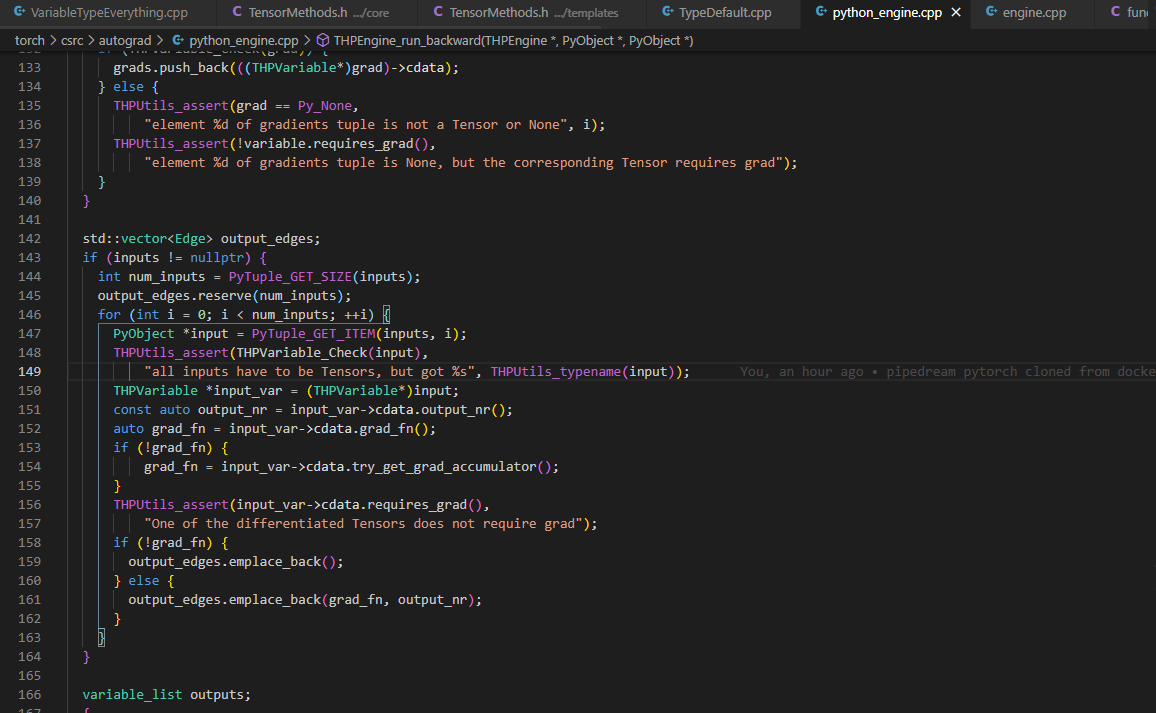 VariableTypeEverything.cpp TensorMethods.h .../core TensorMethods.h .../templates TypeDefault.cpp python_engine.cpp engine.cpp
torch > csrc > autograd > python_engine.cpp > THPEngine_run_backward(THPEngine *, PyObject *, PyObject *)
133 grads.push_back(((THPVariable*)grad)->cdata);
134 } else {
135 THPUtils_assert(grad == Py_None,
136 "element %d of gradients tuple is not a Tensor or None", i);
137 THPUtils_assert(!variable.requires_grad(),
138 "element %d of gradients tuple is None, but the corresponding Tensor requires grad");
139 }
140 }
141
142 std::vector<Edge> output_edges;
143 if (inputs != nullptr) {
144 int num_inputs = PyTuple_GET_SIZE(inputs);
145 output_edges.reserve(num_inputs);
146 for (int i = 0; i < num_inputs; ++i) {
147 PyObject *input = PyTuple_GET_ITEM(inputs, i);
148 THPUtils_assert(THPVariable_Check(input),
149 "all inputs have to be Tensors, but got %s", THPUtils_typename(input)); You, an hour ago • pipedream pytorch cloned from docke
150 THPVariable *input_var = (THPVariable*)input;
151 const auto output_nr = input_var->cdata.output_nr();
152 auto grad_fn = input_var->cdata.grad_fn();
153 if (!grad_fn) {
154 grad_fn = input_var->cdata.try_get_grad_accumulator();
155 }
156 THPUtils_assert(input_var->cdata.requires_grad(),
157 "One of the differentiated Tensors does not require grad");
158 if (!grad_fn) {
159 output_edges.emplace_back();
160 } else {
161 output_edges.emplace_back(grad_fn, output_nr);
162 }
163 }
164 }
165
166 variable_list outputs;